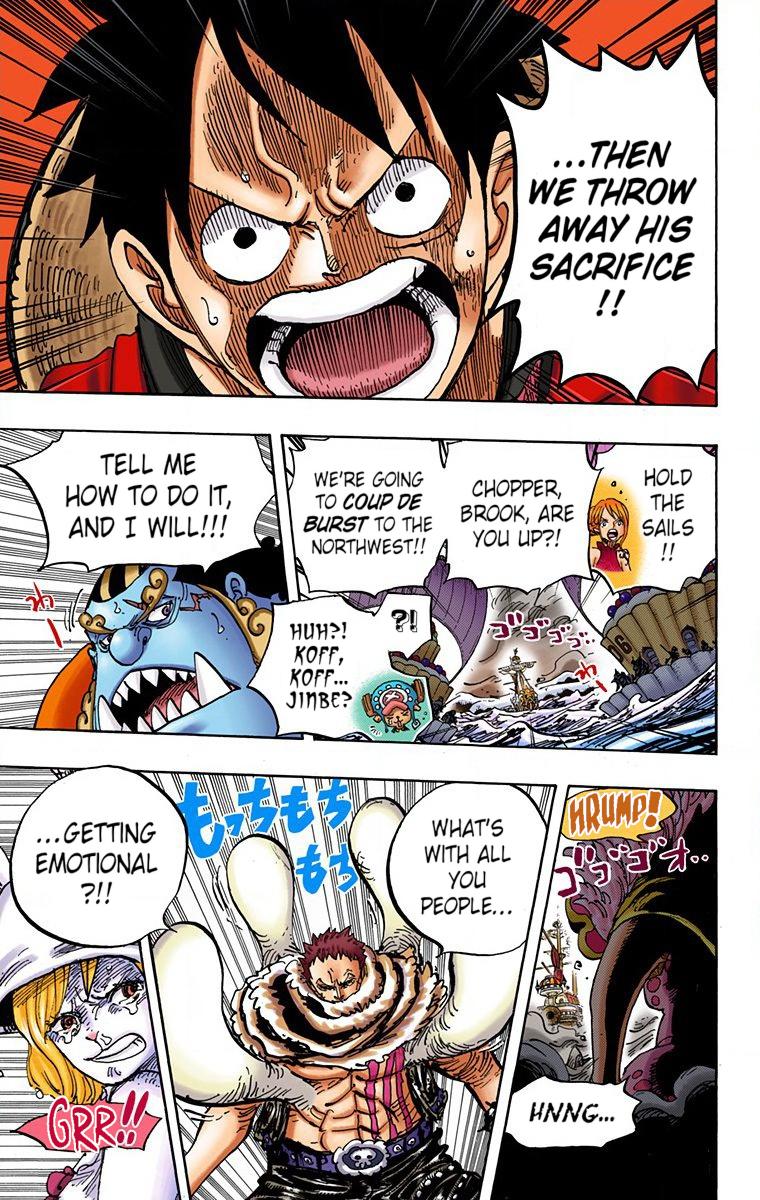 ...THEN
WE THROW
AWAY HIS
SACRIFICE
!!
HOLD
THE
SAILS
!!
CHOPPER,
BROOK, ARE
YOU UP?!
WE'RE GOING
TO COUP DE
BURST TO THE
NORTHWEST!!
16
ゴゴゴゴ..
?!
HUH?!
KOFF,
KOFF...
JINBE?
TELL ME
HOW TO DO IT,
AND I WILL!!!
HRUMP!
ゴゴゴオ..
HNNG...
WHAT'S
WITH ALL
YOU
PEOPLE...
もっちもち
もち
...GETTING
EMOTIONAL
?!!
GRR!!